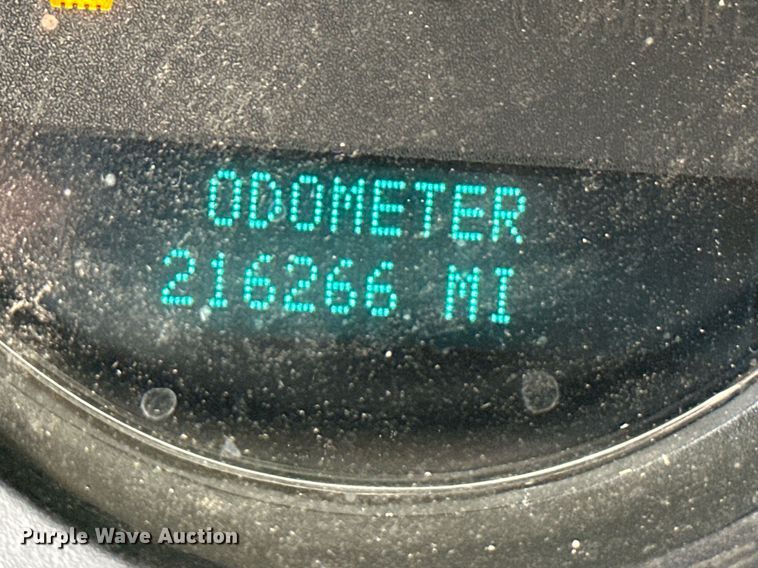 ODOMETER
216266 MI
Purple Wave Auction